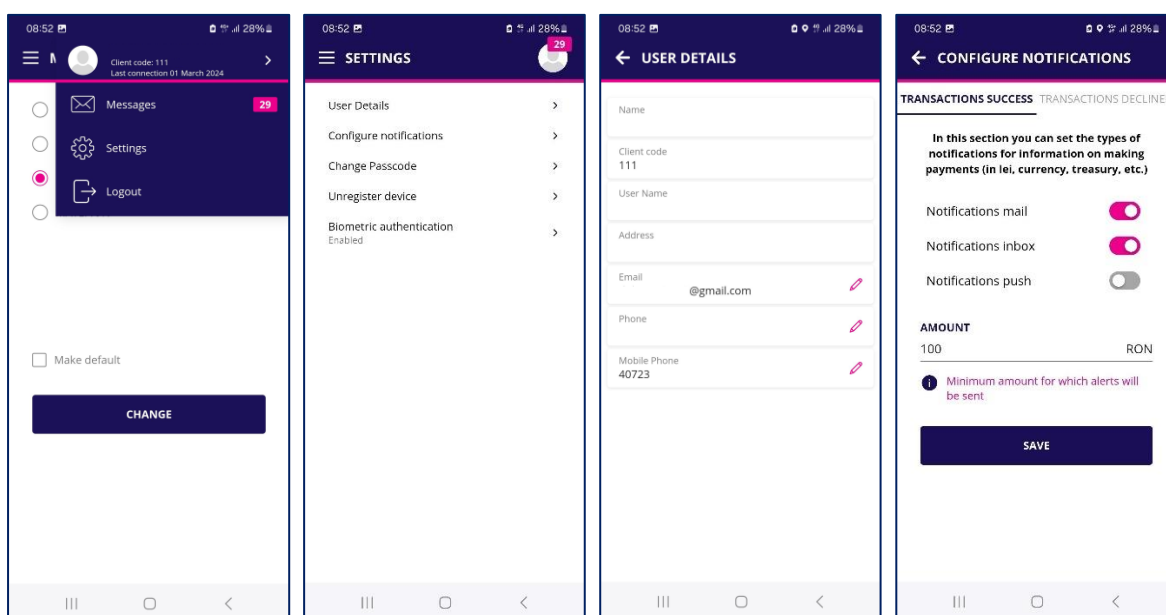 08:52
28%
M
Client code: 111
Last connection 01 March 2024
Messages
29
Settings
Logout
Make default
CHANGE
08:52
28%
SETTINGS
29
User Details
Configure notifications
Change Passcode
Unregister device
Biometric authentication
Enabled
08:52
28%
USER DETAILS
Name
Client code
111
User Name
Address
Email
@gmail.com
Phone
Mobile Phone
40723
08:52
28%
CONFIGURE NOTIFICATIONS
TRANSACTIONS SUCCESS TRANSACTIONS DECLINE
In this section you can set the types of
notifications for information on making
payments (in lei, currency, treasury, etc.)
Notifications mail
Notifications inbox
Notifications push
AMOUNT
100 RON
Minimum amount for which alerts will
be sent
SAVE